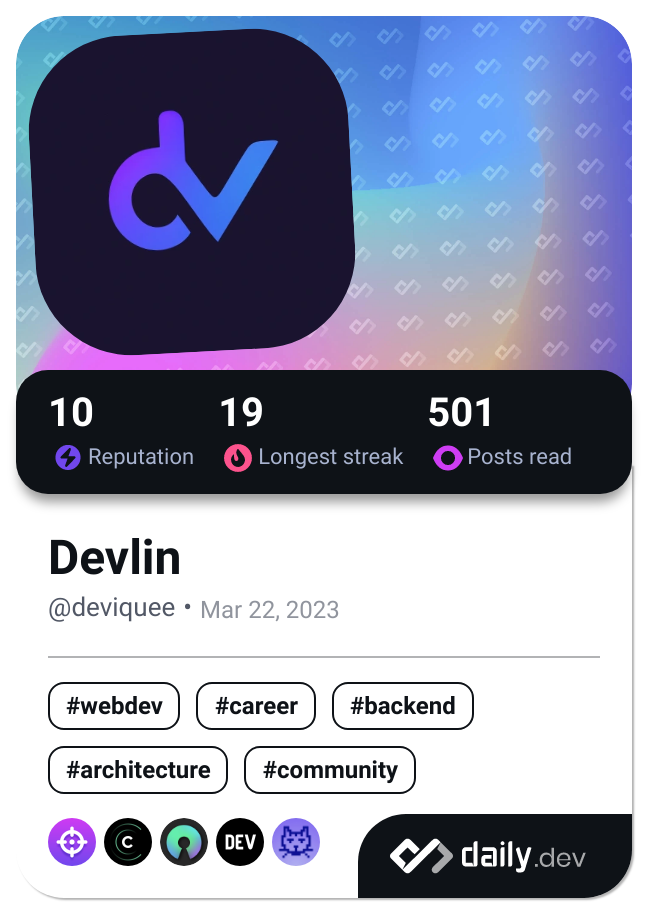 dv
10 19 501
Reputation Longest streak Posts read
Devlin
@deviquee • Mar 22, 2023
#webdev #career #backend
#architecture #community
C DEV
daily.dev